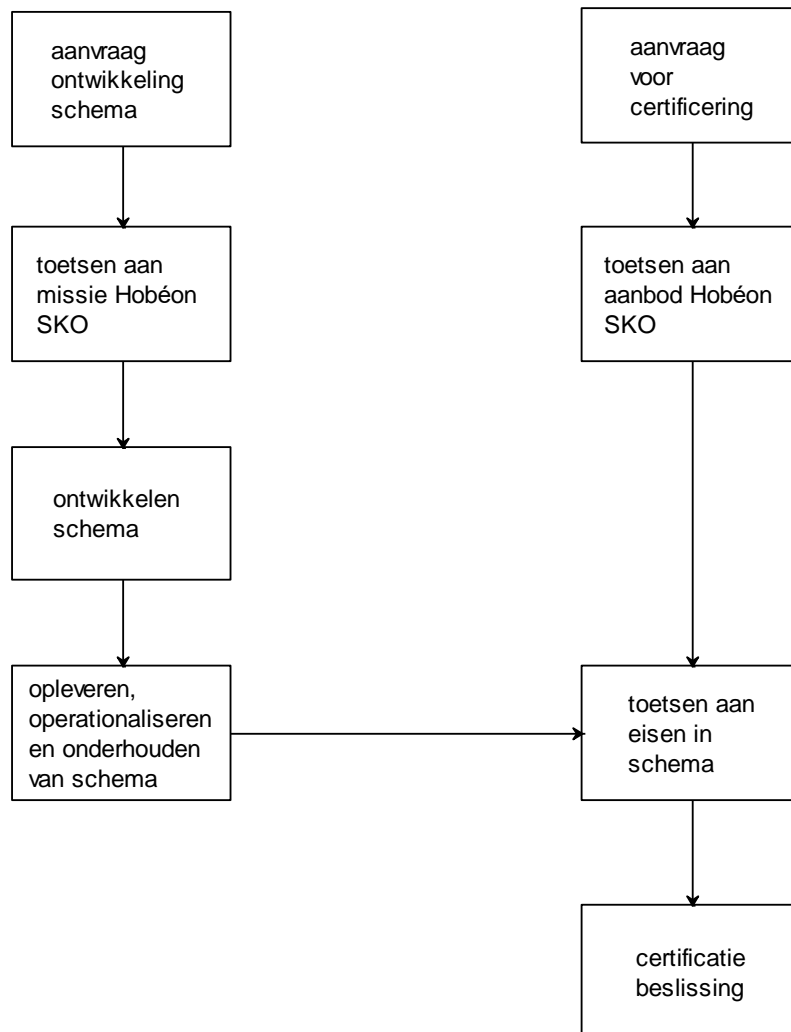 aanvraag
ontwikkeling
schema
toetsen aan
missie Hobéon
SKO
ontwikkelen
schema
opleveren,
operationaliseren
en onderhouden
van schema
aanvraag
voor
certificering
toetsen aan
aanbod Hobéon
SKO
toetsen aan
eisen in
schema
certificatie
beslissing